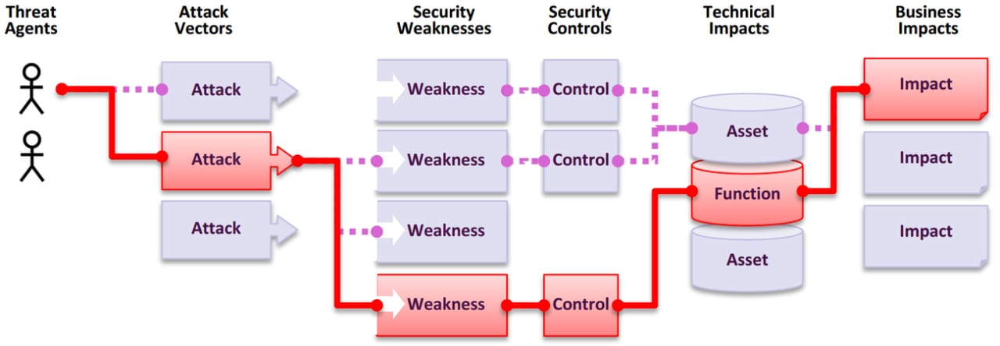 Threat
Agents
Attack
Vectors
Security
Weaknesses
Security
Controls
Technical
Impacts
Business
Impacts
Attack
Weakness
Control
Impact
Asset
Attack
Weakness
Control
Impact
Function
Attack
Weakness
Impact
Asset
Weakness
Control